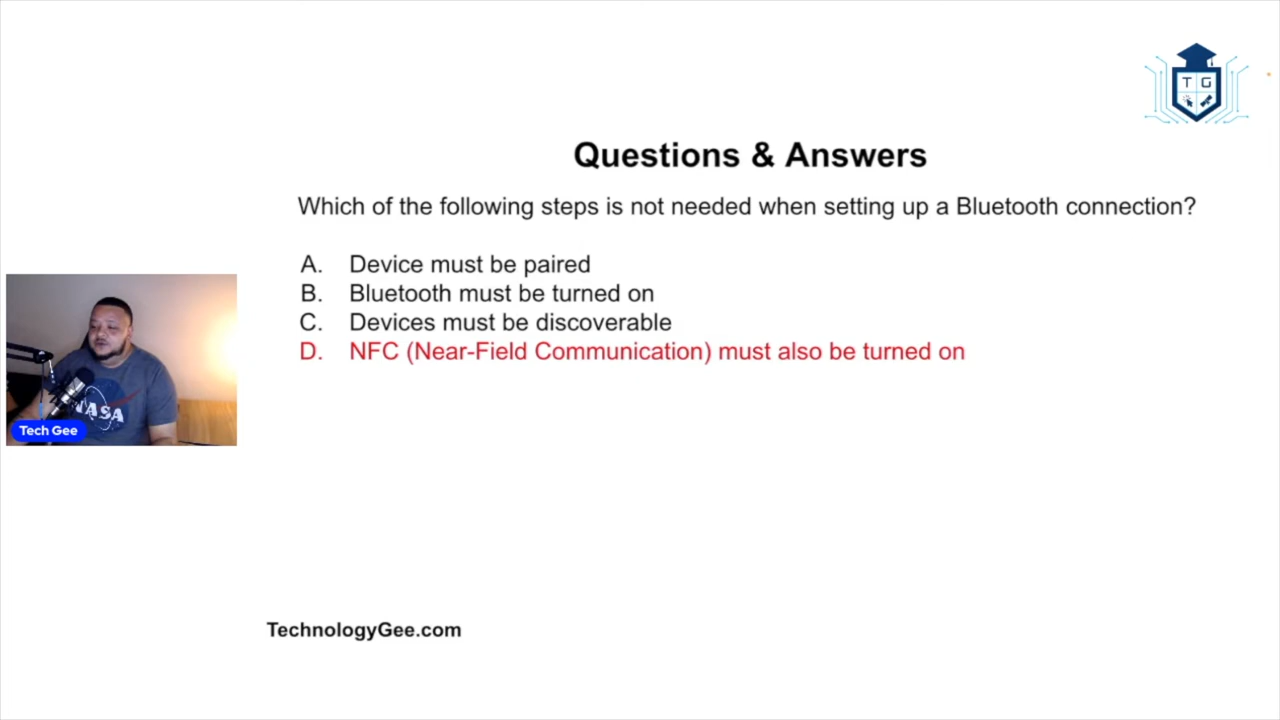 T G
Questions & Answers
Which of the following steps is not needed when setting up a Bluetooth connection?
A. Device must be paired
B. Bluetooth must be turned on
C. Devices must be discoverable
D. NFC (Near-Field Communication) must also be turned on
NASA
Tech Gee
TechnologyGee.com